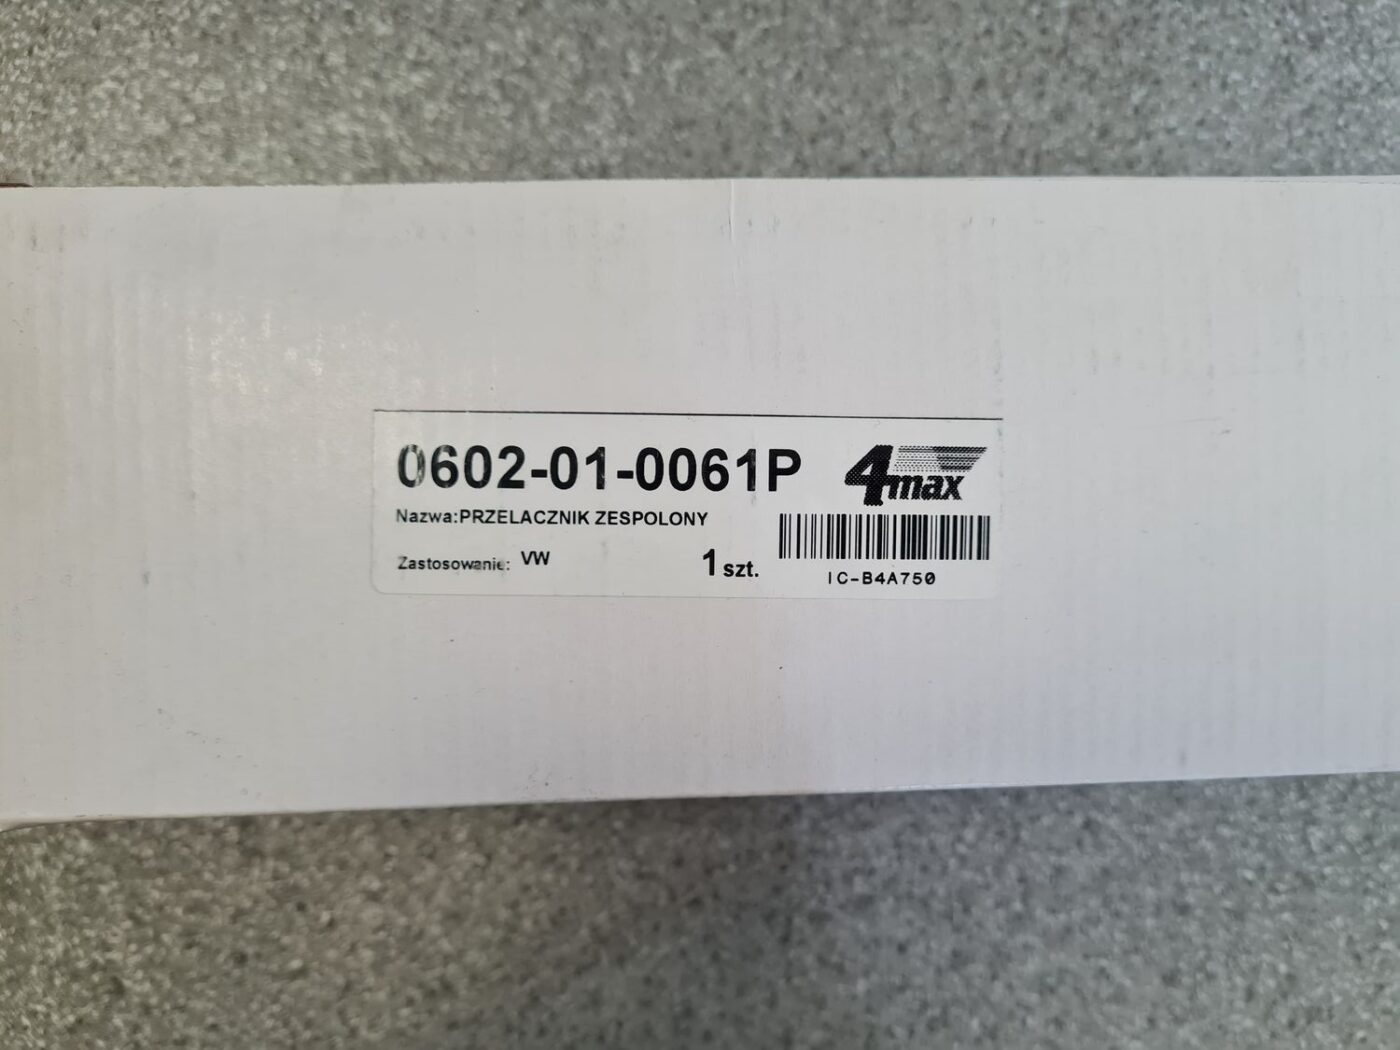 0602-01-0061P
4max
Nazwa:PRZELACZNIK ZESPOLONY
Zastosowanie: VW
1 szt.
IC-B4A750